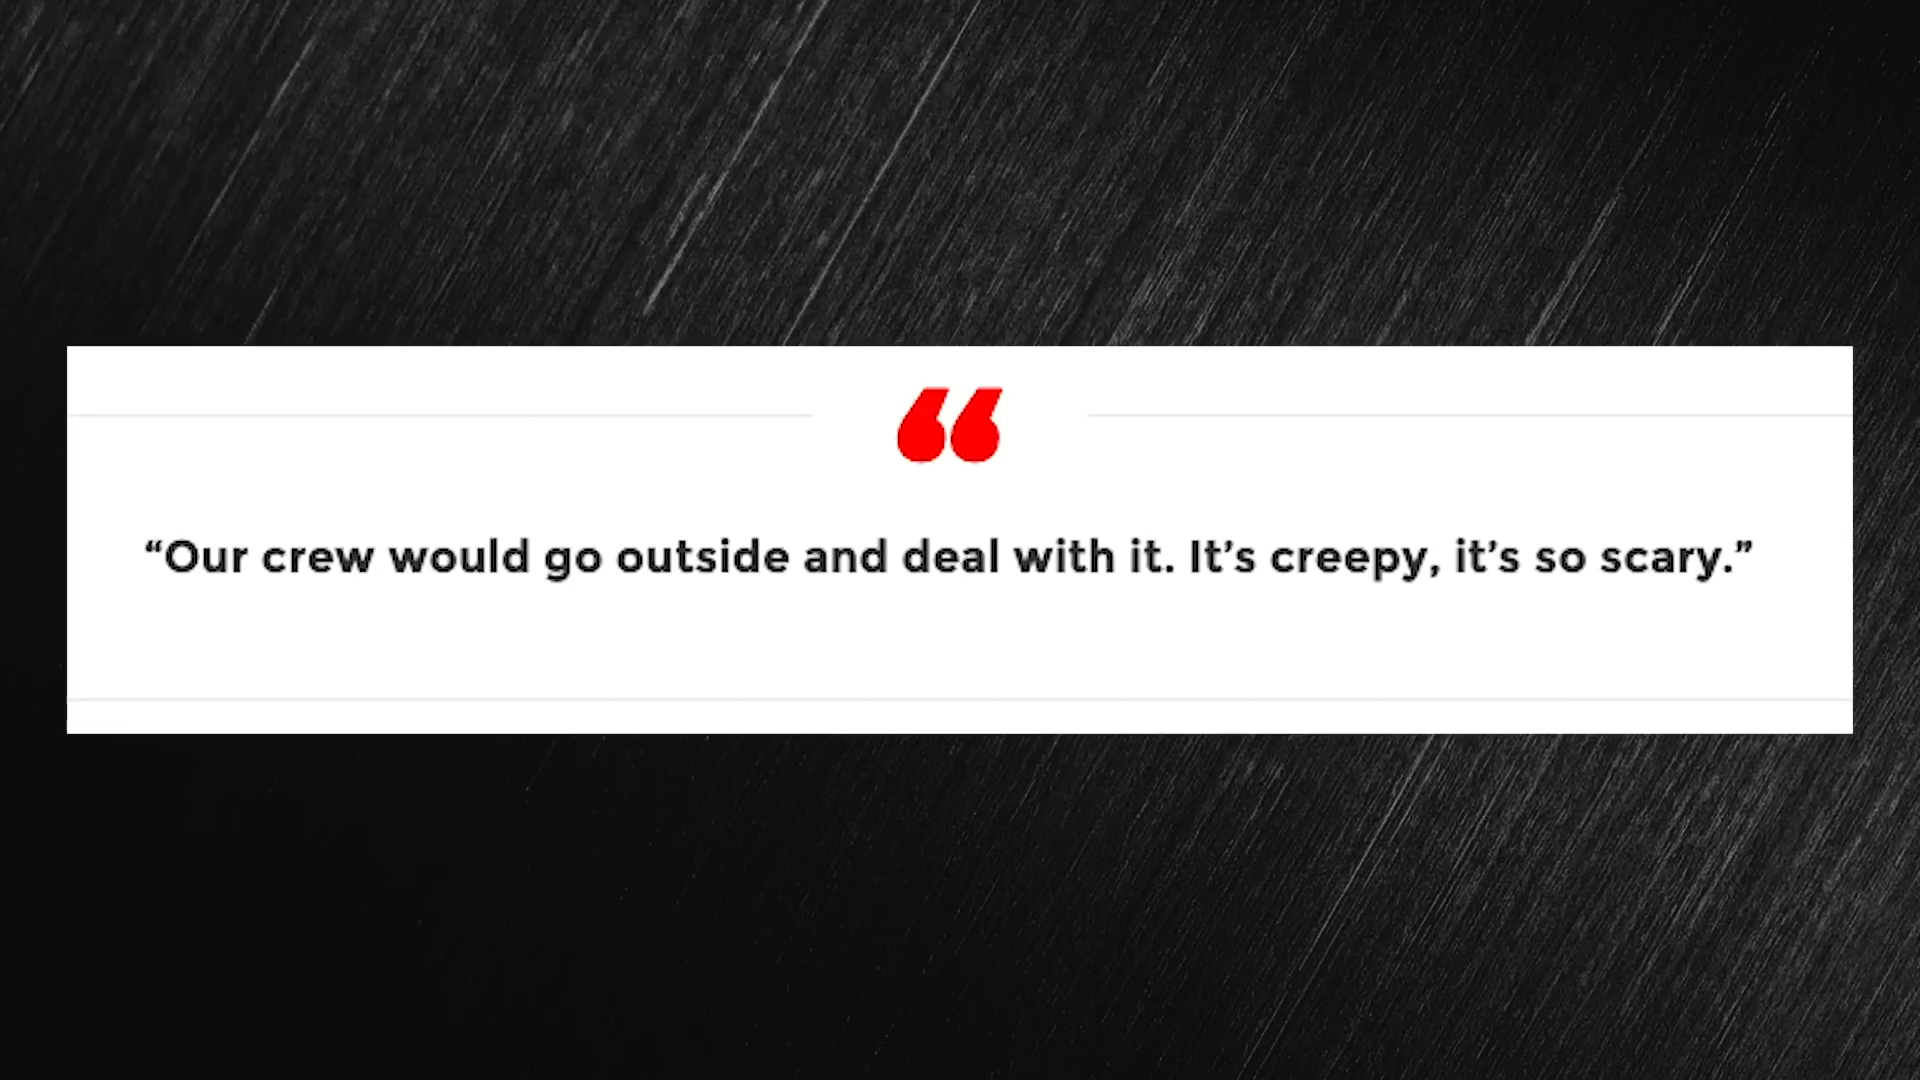 “
“Our crew would go outside and deal with it. It’s creepy, it’s so scary.”